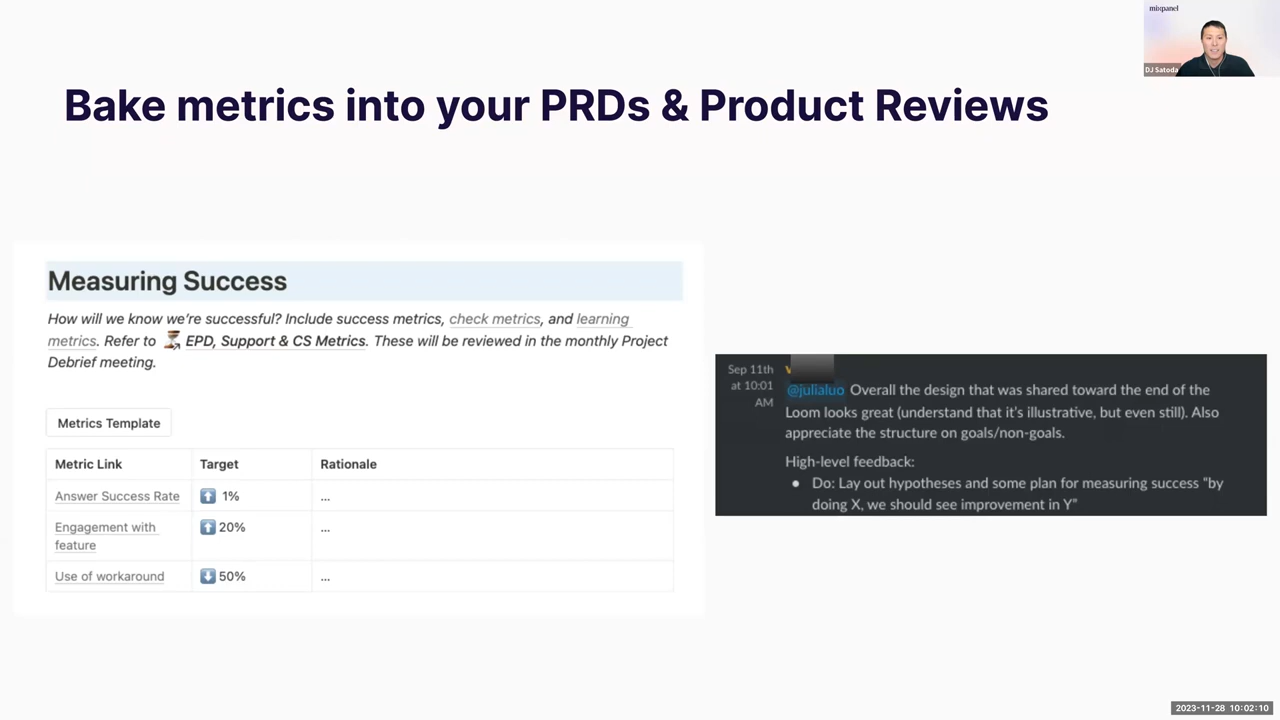 mixpanel
DJ Satoda
Bake metrics into your PRDs & Product Reviews
Measuring Success
How will we know we're successful? Include success metrics, check metrics, and learning
metrics. Refer to EPD, Support & CS Metrics. These will be reviewed in the monthly Project
Debrief meeting.
Metrics Template
Metric Link Target Rationale
Answer Success Rate ⬆️ 1% ...
Engagement with
feature ⬆️ 20% ...
Use of workaround ⬇️ 50% ...
Sep 11th
at 10:01
AM
@julialuo Overall the design that was shared toward the end of the
Loom looks great (understand that it's illustrative, but even still). Also
appreciate the structure on goals/non-goals.
High-level feedback:
● Do: Lay out hypotheses and some plan for measuring success “by
doing X, we should see improvement in Y”
2023-11-28 10:02:10